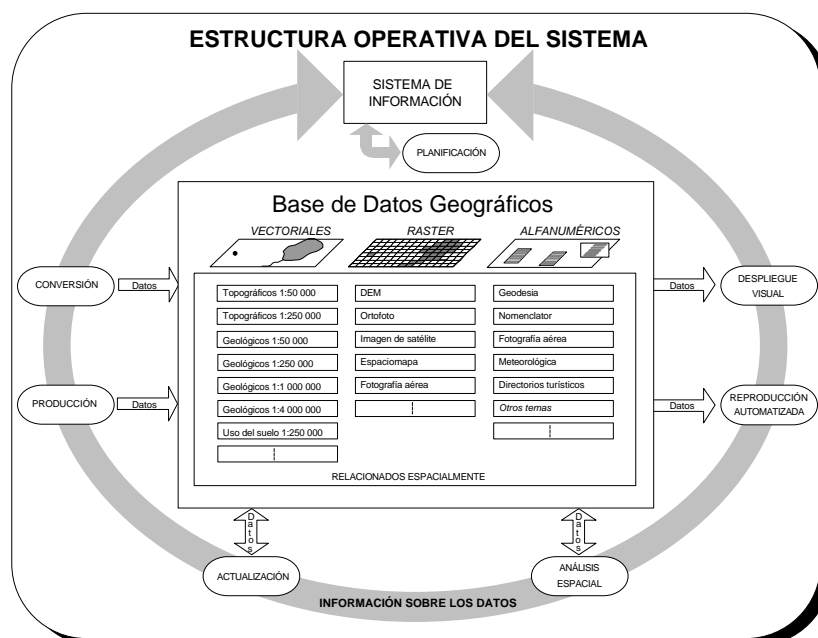 ESTRUCTURA OPERATIVA DEL SISTEMA
SISTEMA DE
INFORMACIÓN
PLANIFICACIÓN
Base de Datos Geográficos
VECTORIALES
RASTER
ALFANUMÉRICOS
CONVERSIÓN
Datos
PRODUCCIÓN
Datos
Topográficos 1:50 000
Topográficos 1:250 000
Geológicos 1:50 000
Geológicos 1:250 000
Geológicos 1:1 000 000
Geológicos 1:4 000 000
Uso del suelo 1:250 000
DEM
Ortofoto
Imagen de satélite
Espaciomapa
Fotografía aérea
Geodesia
Nomenclator
Fotografía aérea
Meteorológica
Directorios turísticos
Otros temas
RELACIONADOS ESPACIALMENTE
Datos
DESPLIEGUE
VISUAL
Datos
REPRODUCCIÓN
AUTOMATIZADA
Datos
ACTUALIZACIÓN
Datos
ANÁLISIS
ESPACIAL
INFORMACIÓN SOBRE LOS DATOS